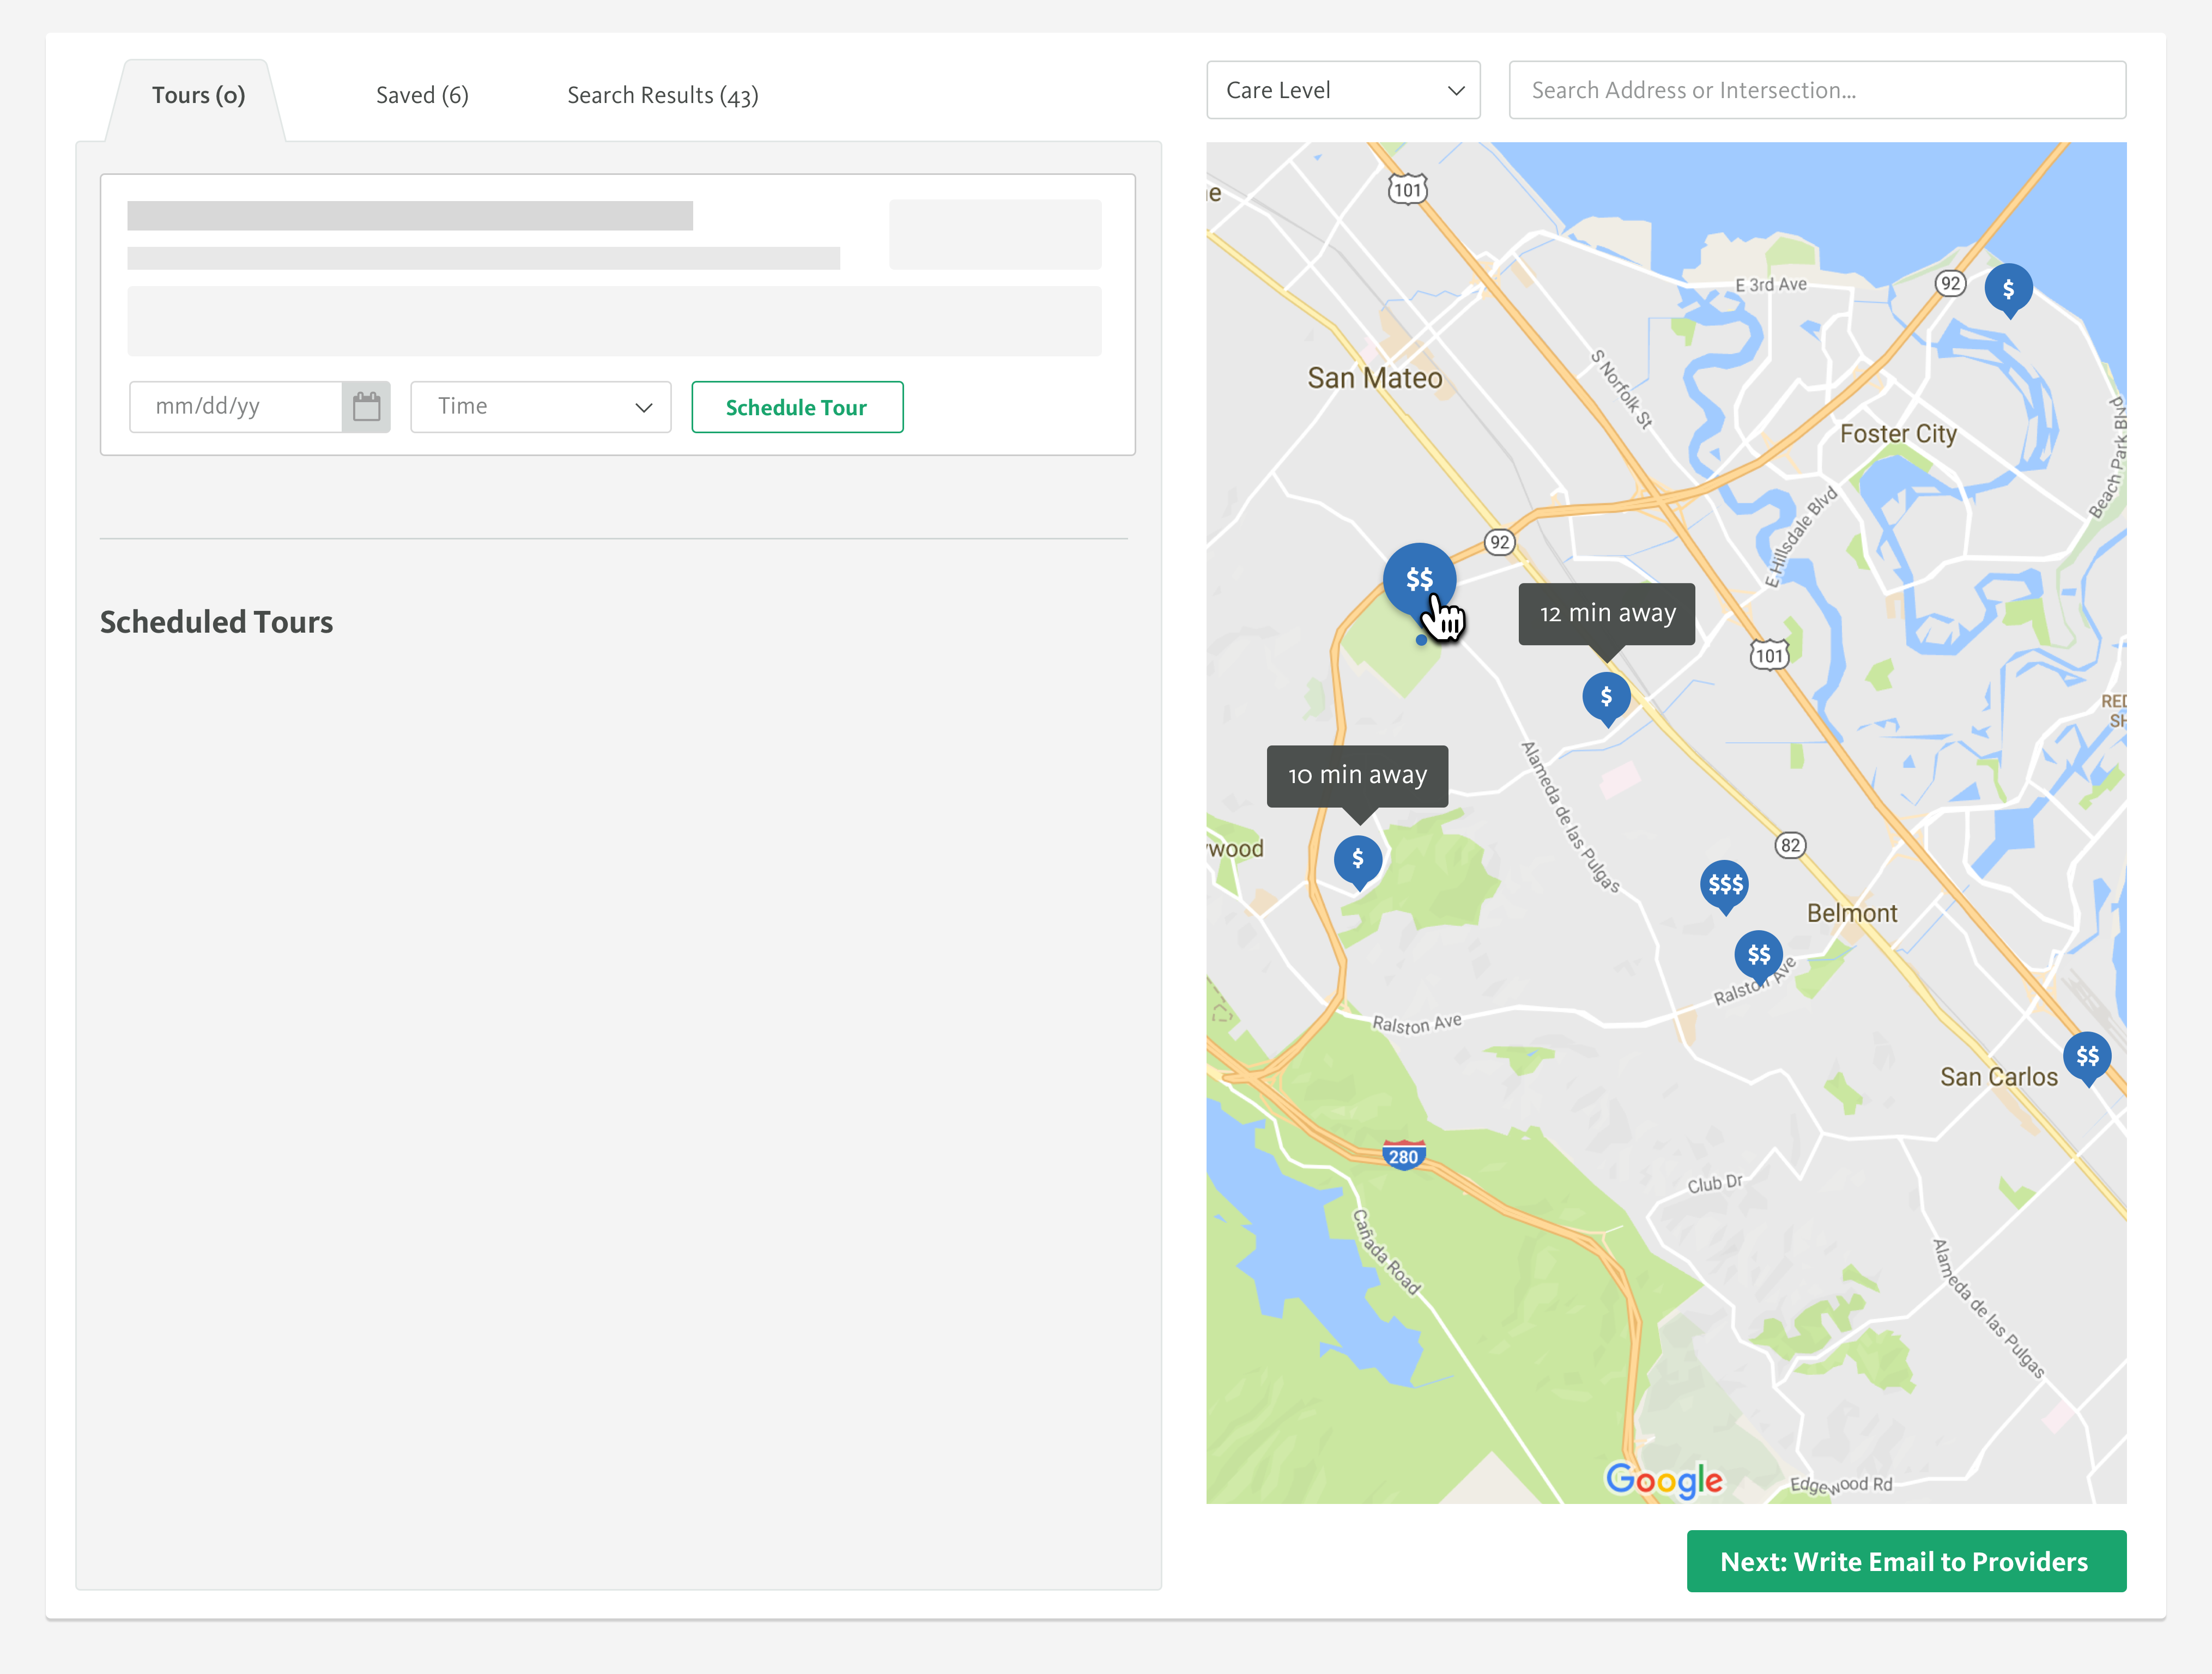 Tours (0)
Saved (6)
Search Results (43)
Care Level
Search Address or Intersection...
mm/dd/yy
Time
Schedule Tour
Scheduled Tours
101
E 3rd Ave
92
$
San Mateo
S Norfolk St
Foster City
Beach Park Blvd
E Hillsdale Blvd
92
$$
12 min away
101
$
RED
SH
10 min away
Alameda de las Pulgas
ywood
$
82
$$$
Belmont
$$
Ralston Ave
Ralston Ave
$$
San Carlos
280
Club Dr
Cañada Road
Alameda de las Pulgas
Google
Edgewood Rd
Next: Write Email to Providers